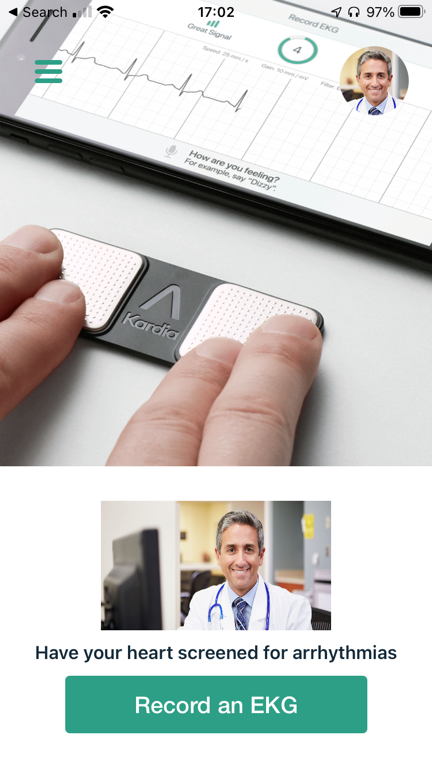 ◀ Search
17:02
97%
Record EKG
Great Signal
4
Speed: 25 mm / s
Gain: 10 mm / mV
How are you feeling?
For example, say "Dizzy".
Kardia
Have your heart screened for arrhythmias
Record an EKG